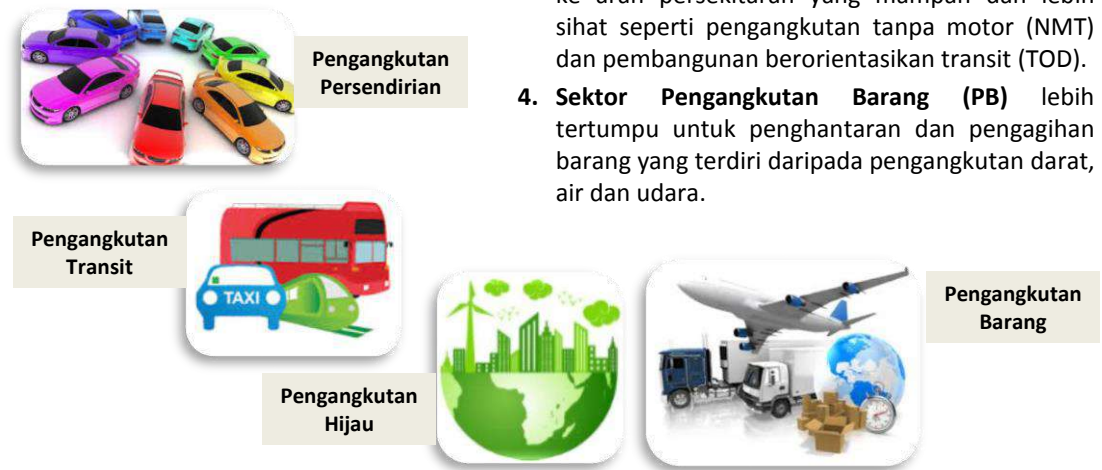 ke arah persekitaran yang mampan dan lebih
sihat seperti pengangkutan tanpa motor (NMT)
dan pembangunan berorientasikan transit (TOD).
4. Sektor Pengangkutan Barang (PB) lebih
tertumpu untuk penghantaran dan pengagihan
barang yang terdiri daripada pengangkutan darat,
air dan udara.
Pengangkutan
Persendirian
Pengangkutan
Transit
TAXI
Pengangkutan
Hijau
Pengangkutan
Barang